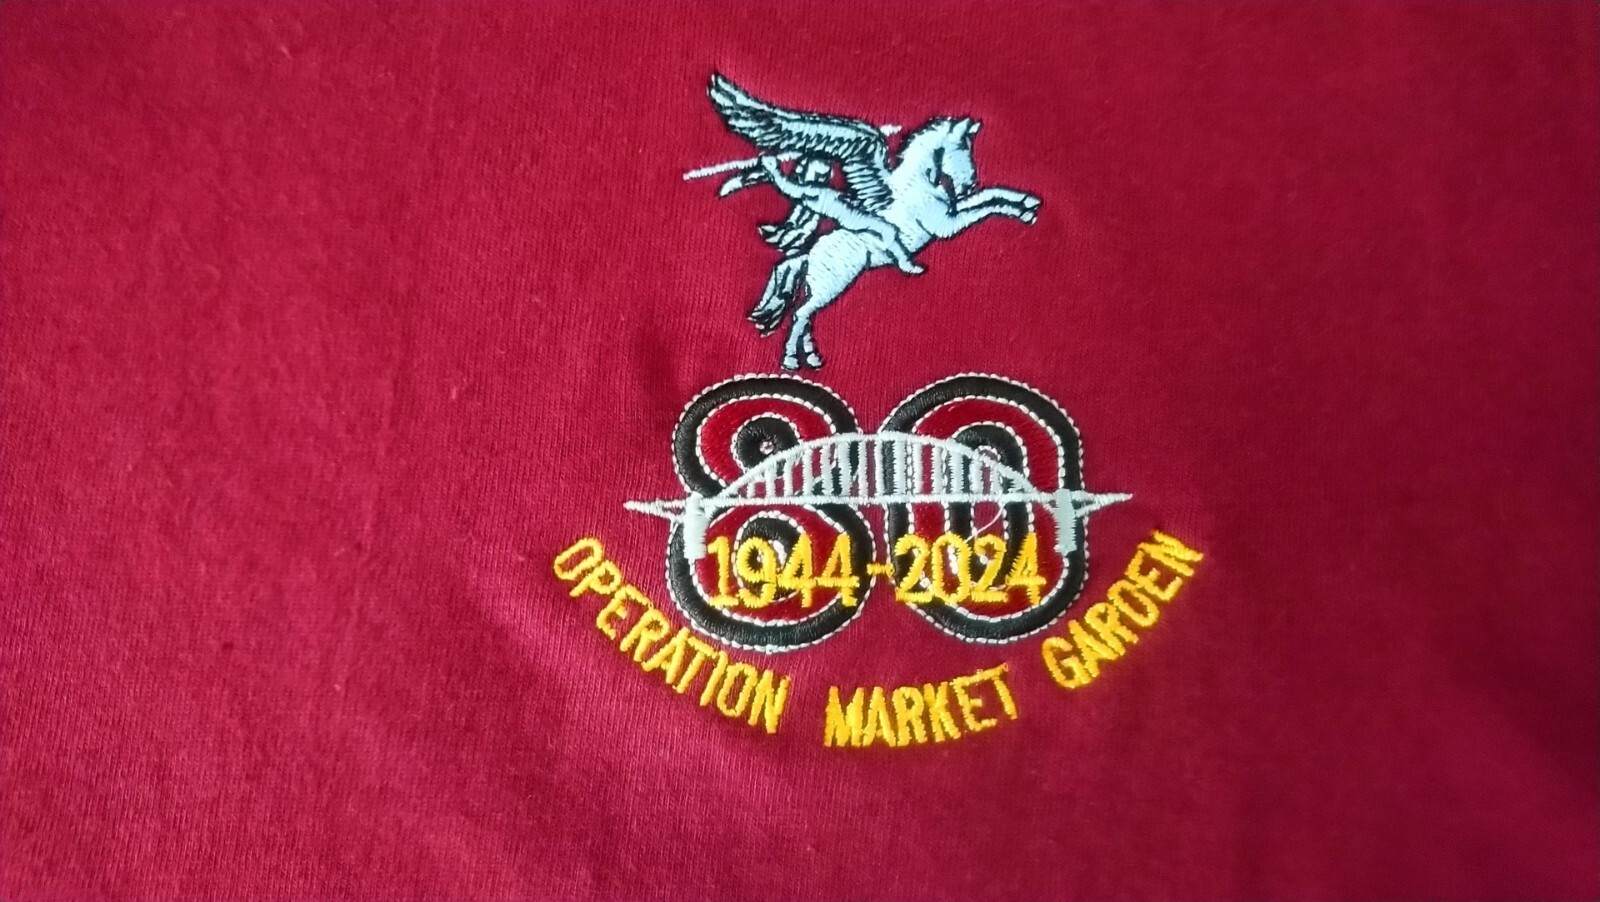 80
1944-2024
OPERATION MARKET GARDEN